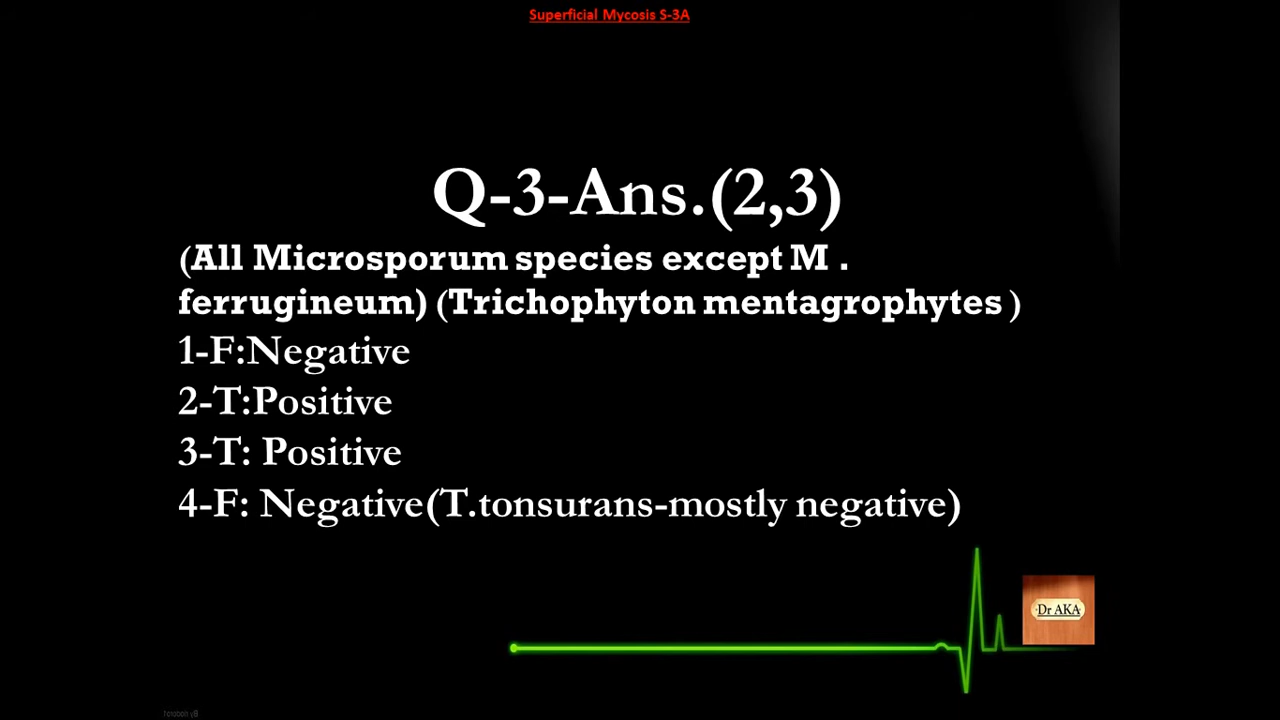 Superficial Mycosis S-3A
Q-3-Ans.(2,3)
(All Microsporum species except M .
ferrugineum) (Trichophyton mentagrophytes )
1-F:Negative
2-T:Positive
3-T: Positive
4-F: Negative(T.tonsurans-mostly negative)
Dr AKA